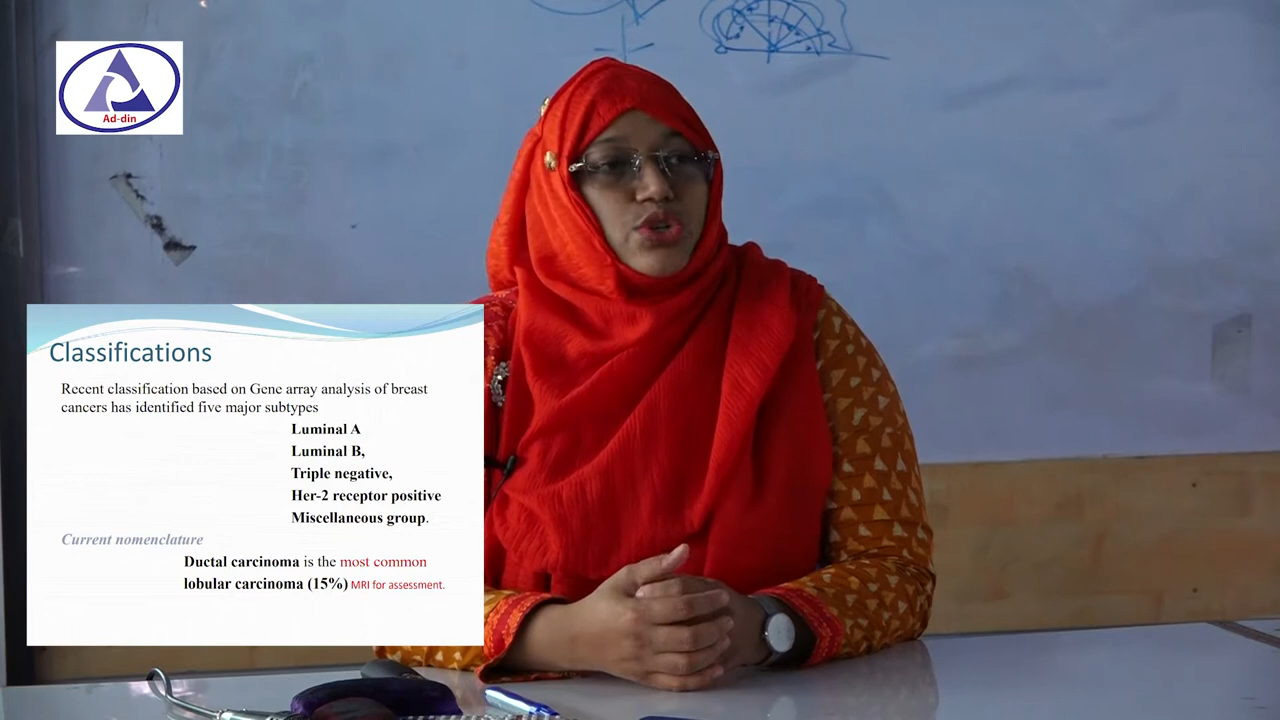 Ad-din
Classifications
Recent classification based on Gene array analysis of breast
cancers has identified five major subtypes
Luminal A
Luminal B,
Triple negative,
Her-2 receptor positive
Miscellaneous group.
Current nomenclature
Ductal carcinoma is the most common
lobular carcinoma (15%) MRI for assessment.